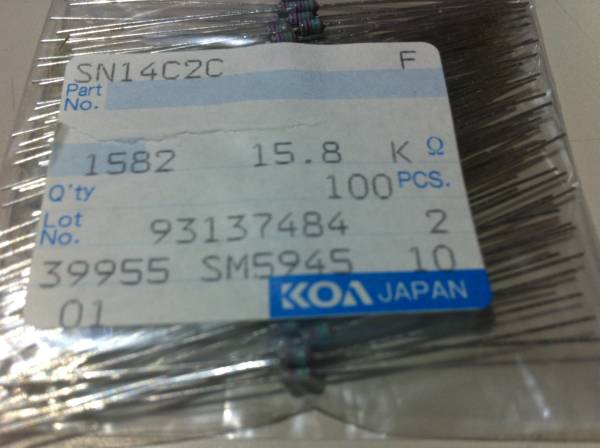 SN14C2C F
Part
No.
1582 15.8 K Ω
Q'ty 100 PCS.
Lot
No. 93137484 2
39955 SM5945 10
01 KOA JAPAN